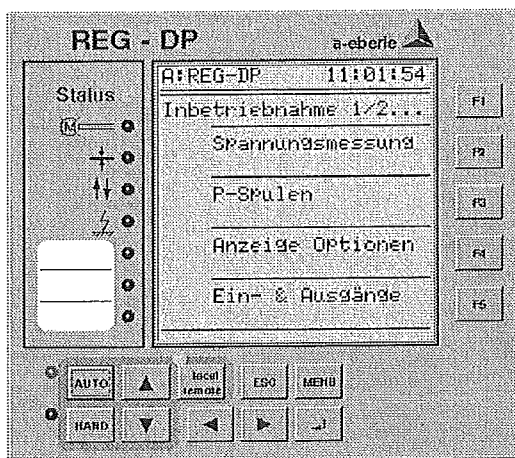 REG - DP
a-eberle
Status
M
A:REG-DP 11:01:54
Inbetriebnahme 1/2...
Spannungsmessung
P-Spulen
Anzeige Optionen
Ein- & Ausgänge
F1
F2
F3
F4
F5
AUTO
local
remote
ESC
MENU
HAND